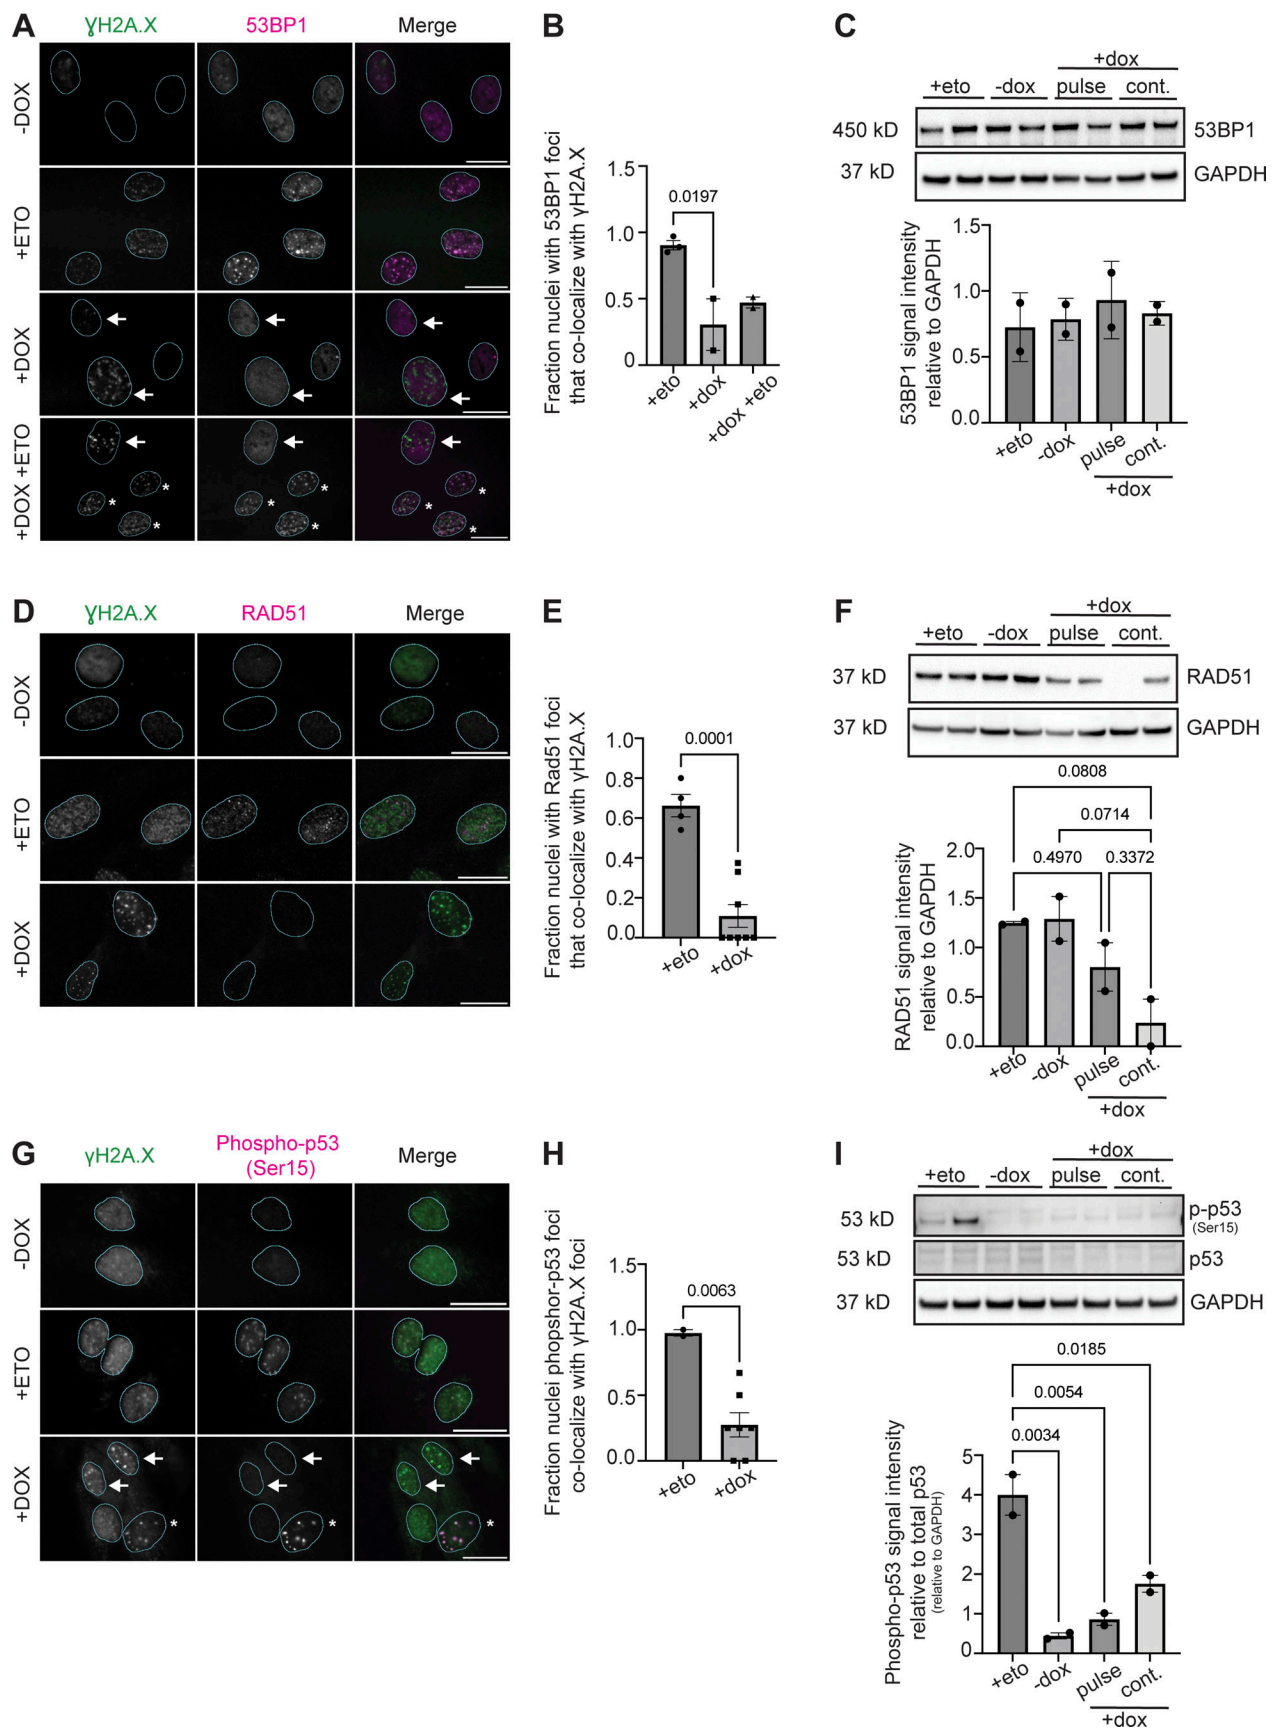 A
ɣH2A.X
53BP1
Merge
-DOX
+ETO
+DOX
+DOX +ETO
*
*
*
*
*
*
*
*
*
B
Fraction nuclei with 53BP1 foci
that co-localize with γH2A.X
1.5
1.0
0.5
0
0.0197
+eto
+dox
+dox +eto
C
+dox
+eto
-dox
pulse
cont.
450 kD
53BP1
37 kD
GAPDH
53BP1 signal intensity
relative to GAPDH
1.5
1.0
0.5
0.0
+eto
-dox
pulse
cont.
+dox
D
ɣH2A.X
RAD51
Merge
-DOX
+ETO
+DOX
E
Fraction nuclei with Rad51 foci
that co-localize with γH2A.X
1.0
0.8
0.6
0.4
0.2
0.0
0.0001
+eto
+dox
F
+dox
+eto
-dox
pulse
cont.
37 kD
RAD51
37 kD
GAPDH
0.0808
0.0714
0.4970
0.3372
RAD51 signal intensity
relative to GAPDH
2.0
1.5
1.0
0.5
0.0
+eto
-dox
pulse
cont.
+dox
G
γH2A.X
Phospho-p53
(Ser15)
Merge
-DOX
+ETO
+DOX
*
*
*
H
Fraction nuclei phopshor-p53 foci
co-localize with γH2A.X foci
1.5
1.0
0.5
0.0
0.0063
+eto
+dox
I
+dox
+eto
-dox
pulse
cont.
53 kD
p-p53
(Ser15)
53 kD
p53
37 kD
GAPDH
0.0185
0.0054
0.0034
Phospho-p53 signal intensity
relative to total p53
(relative to GAPDH)
5
4
3
2
1
0
+eto
-dox
pulse
cont.
+dox